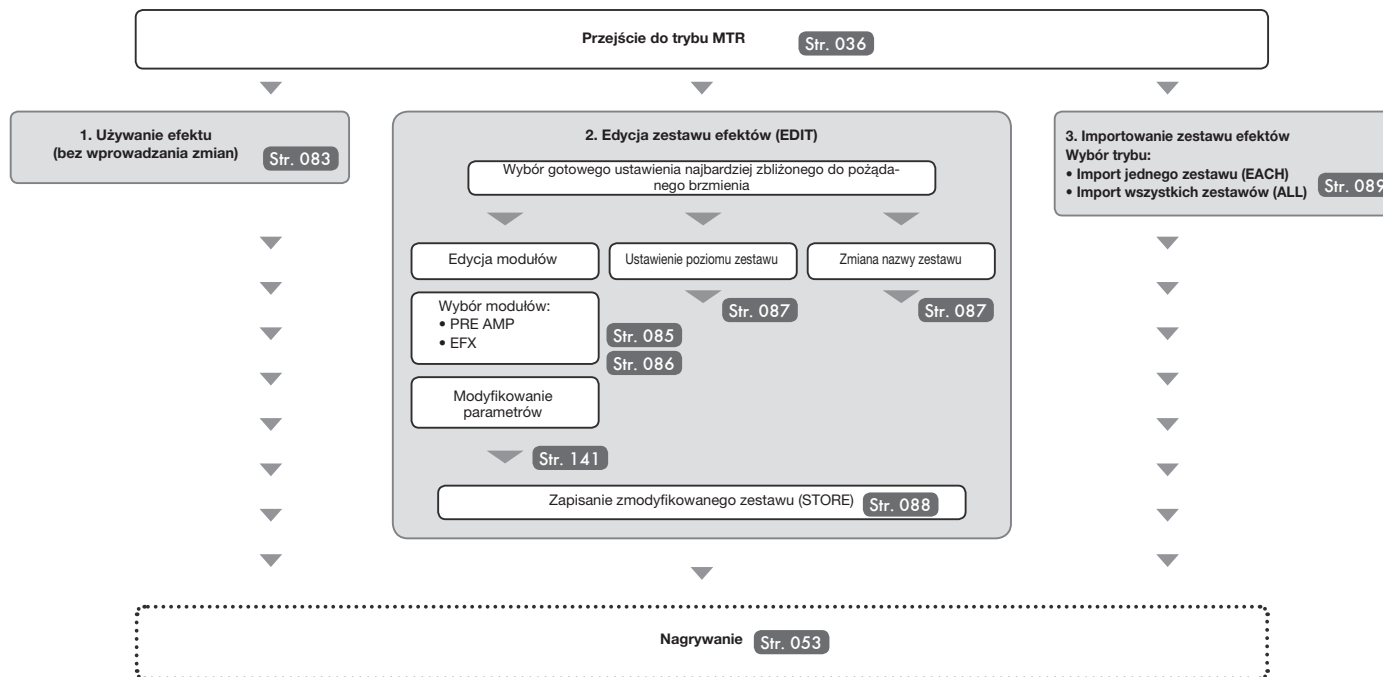 Przejście do trybu MTR Str. 036
1. Używanie efektu
(bez wprowadzania zmian) Str. 083
2. Edycja zestawu efektów (EDIT)
Wybór gotowego ustawienia najbardziej zbliżonego do pożąda-
nego brzmienia
Edycja modułów
Ustawienie poziomu zestawu
Zmiana nazwy zestawu
Wybór modułów:
• PRE AMP
• EFX
Str. 085
Str. 086
Str. 087
Str. 087
Modyfikowanie
parametrów
Str. 141
Zapisanie zmodyfikowanego zestawu (STORE) Str. 088
3. Importowanie zestawu efektów
Wybór trybu:
• Import jednego zestawu (EACH)
• Import wszystkich zestawów (ALL) Str. 089
Nagrywanie Str. 053